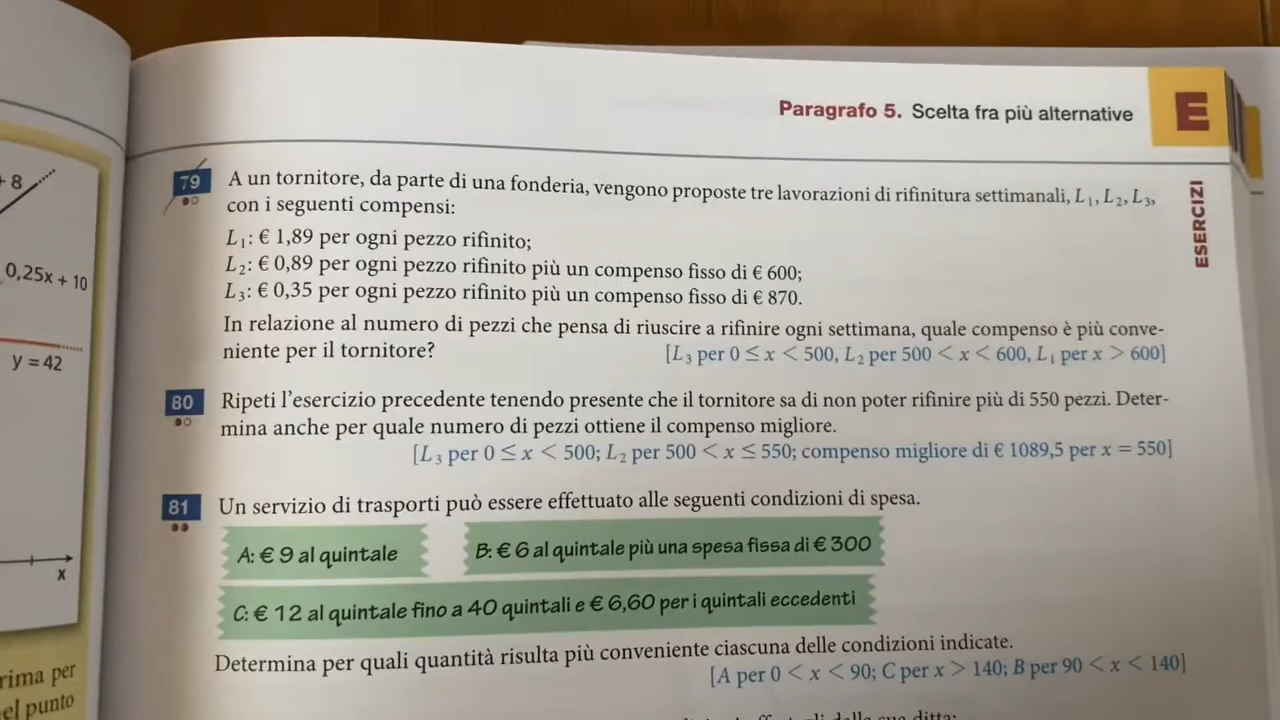 + 8
0,25x + 10
y = 42
x
rima per
el punto
Paragrafo 5. Scelta fra più alternative
E
ESERCIZI
79 A un tornitore, da parte di una fonderia, vengono proposte tre lavorazioni di rifinitura settimanali, L₁, L₂, L₃,
con i seguenti compensi:
L₁: € 1,89 per ogni pezzo rifinito;
L₂: € 0,89 per ogni pezzo rifinito più un compenso fisso di € 600;
L₃: € 0,35 per ogni pezzo rifinito più un compenso fisso di € 870.
In relazione al numero di pezzi che pensa di riuscire a rifinire ogni settimana, quale compenso è più conve-
niente per il tornitore? [L₃ per 0 ≤ x < 500, L₂ per 500 < x < 600, L₁ per x > 600]
80 Ripeti l'esercizio precedente tenendo presente che il tornitore sa di non poter rifinire più di 550 pezzi. Deter-
mina anche per quale numero di pezzi ottiene il compenso migliore.
[L₃ per 0 ≤ x < 500; L₂ per 500 < x ≤ 550; compenso migliore di € 1089,5 per x = 550]
81 Un servizio di trasporti può essere effettuato alle seguenti condizioni di spesa.
A: € 9 al quintale
B: € 6 al quintale più una spesa fissa di € 300
C: € 12 al quintale fino a 40 quintali e € 6,60 per i quintali eccedenti
Determina per quali quantità risulta più conveniente ciascuna delle condizioni indicate.
[A per 0 < x < 90; C per x > 140; B per 90 < x < 140]
della sua ditta: